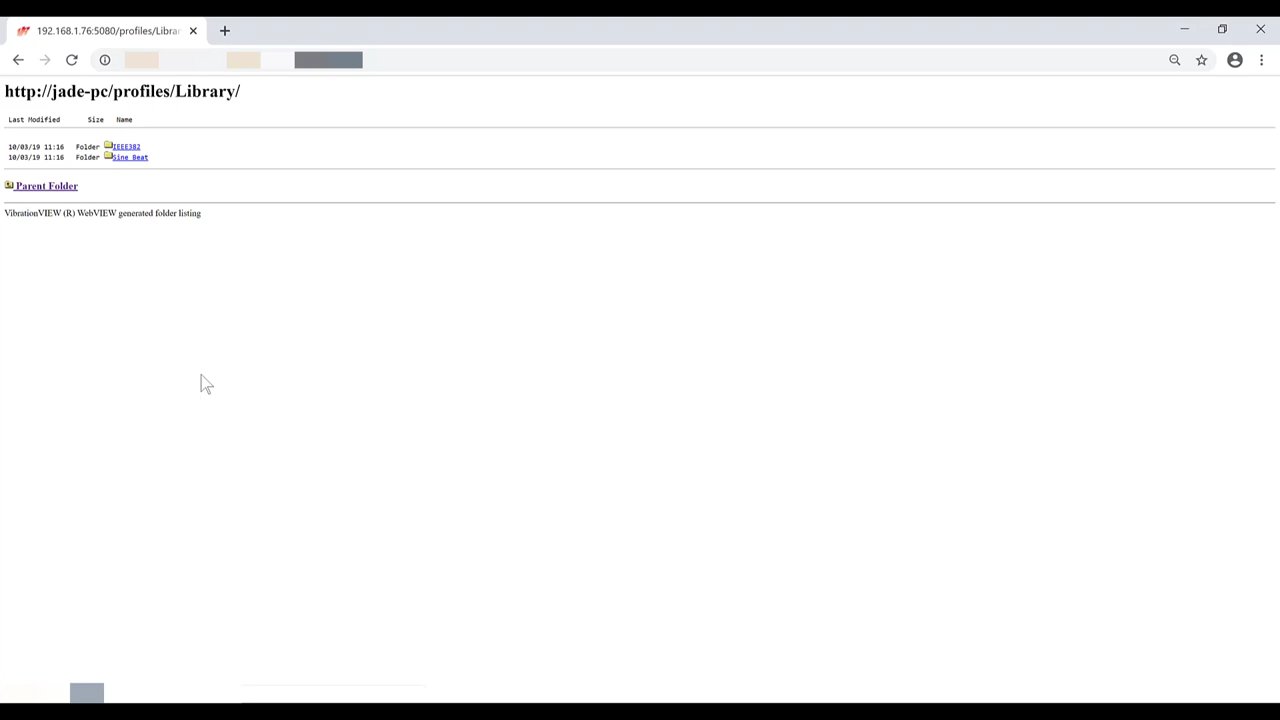 192.168.1.76:5080/profiles/Libra
http://jade-pc/profiles/Library/
Last Modified Size Name
10/03/19 11:16 Folder IEEE382
10/03/19 11:16 Folder Sine Beat
Parent Folder
VibrationVIEW (R) WebVIEW generated folder listing